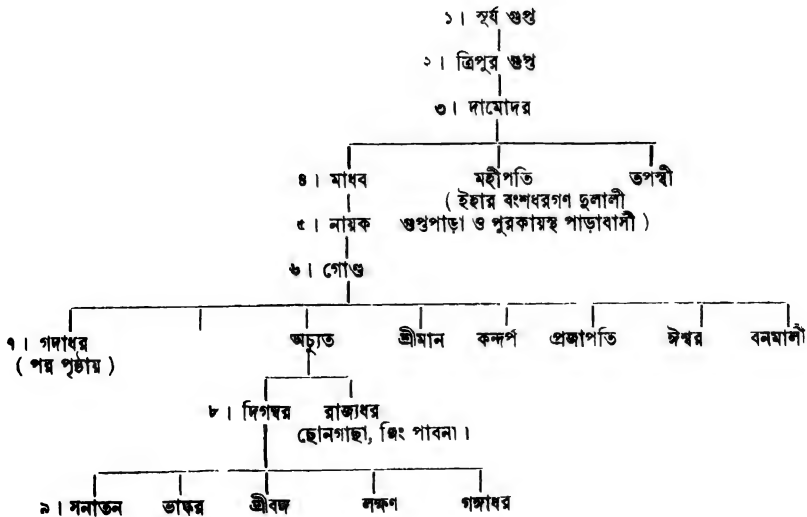 ১। সূর্য গুপ্ত
২। ত্রিপুর গুপ্ত
৩। দামোদর
৪। মাধব মহীপতি তপস্বী
( ইহার বংশধরগণ দুলালী
৫। নায়ক গুপ্তপাড়া ও পুরকায়স্থ পাড়াবাসী )
৬। গোণ্ড
৭। গদাধর অচ্যুত শ্রীমান কন্দর্প প্রজাপতি ঈশ্বর বনমালী
( পর পৃষ্ঠায় )
৮। দিগম্বর রাজ্যধর
ছোনগাছা, জিং পাবনা।
৯। সনাতন ভাস্কর শ্রীবৎস লক্ষণ গঙ্গাধর